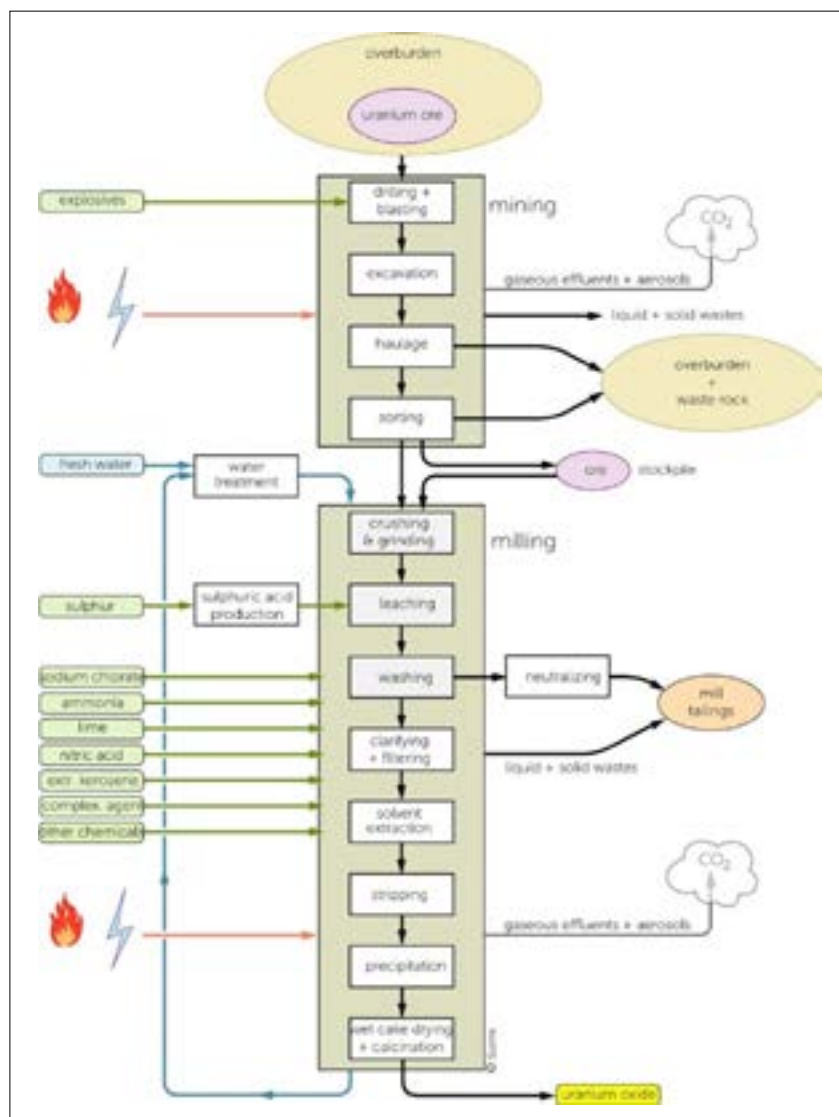 overburden
uranium ore
drilling +
blasting
mining
explosives
CO2
excavation
gaseous effluents + aerosols
liquid + solid wastes
haulage
overburden
+
waste rock
sorting
fresh water
water
treatment
ore
stockpile
crushing
& grinding
milling
sulphur
sulphuric acid
production
leaching
sodium chlorate
washing
neutralizing
mill
tailings
ammonia
lime
clarifying
+ filtering
nitric acid
liquid + solid wastes
extr. kerosene
complex. agent
solvent
extraction
other chemicals
CO2
stripping
gaseous effluents + aerosols
precipitation
wet cake drying
+ calcination
uranium oxide